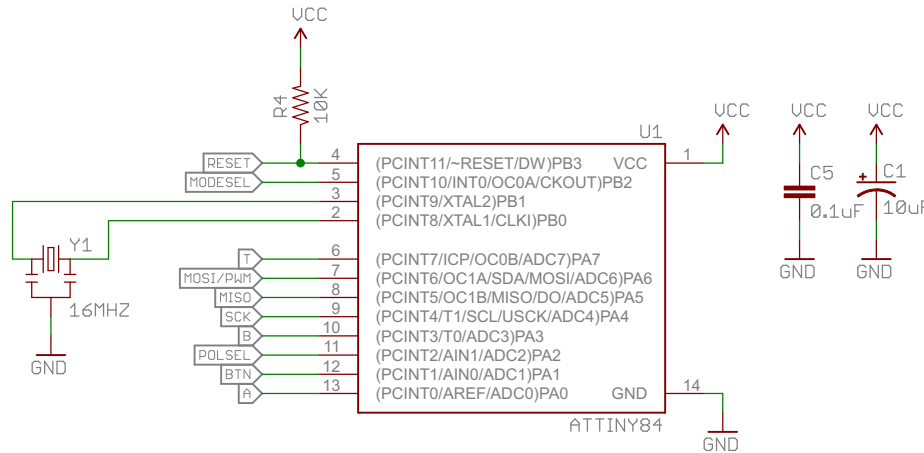 VCC
R4
10K
U1
VCC
VCC
VCC
RESET 4 (PCINT11/~RESET/DW)PB3 VCC 1
MODESEL 5 (PCINT10/INT0/OC0A/CKOUT)PB2
3 (PCINT9/XTAL2)PB1
2 (PCINT8/XTAL1/CLKI)PB0
C5
0.1uF
C1
+
10uF
Y1
16MHZ
GND
T 6 (PCINT7/ICP/OC0B/ADC7)PA7
MOSI/PWM 7 (PCINT6/OC1A/SDA/MOSI/ADC6)PA6
MISO 8 (PCINT5/OC1B/MISO/DO/ADC5)PA5
SCK 9 (PCINT4/T1/SCL/USCK/ADC4)PA4
B 10 (PCINT3/T0/ADC3)PA3
POLSEL 11 (PCINT2/AIN1/ADC2)PA2
BTN 12 (PCINT1/AIN0/ADC1)PA1
A 13 (PCINT0/AREF/ADC0)PA0 GND 14
GND
GND
ATTINY84
GND